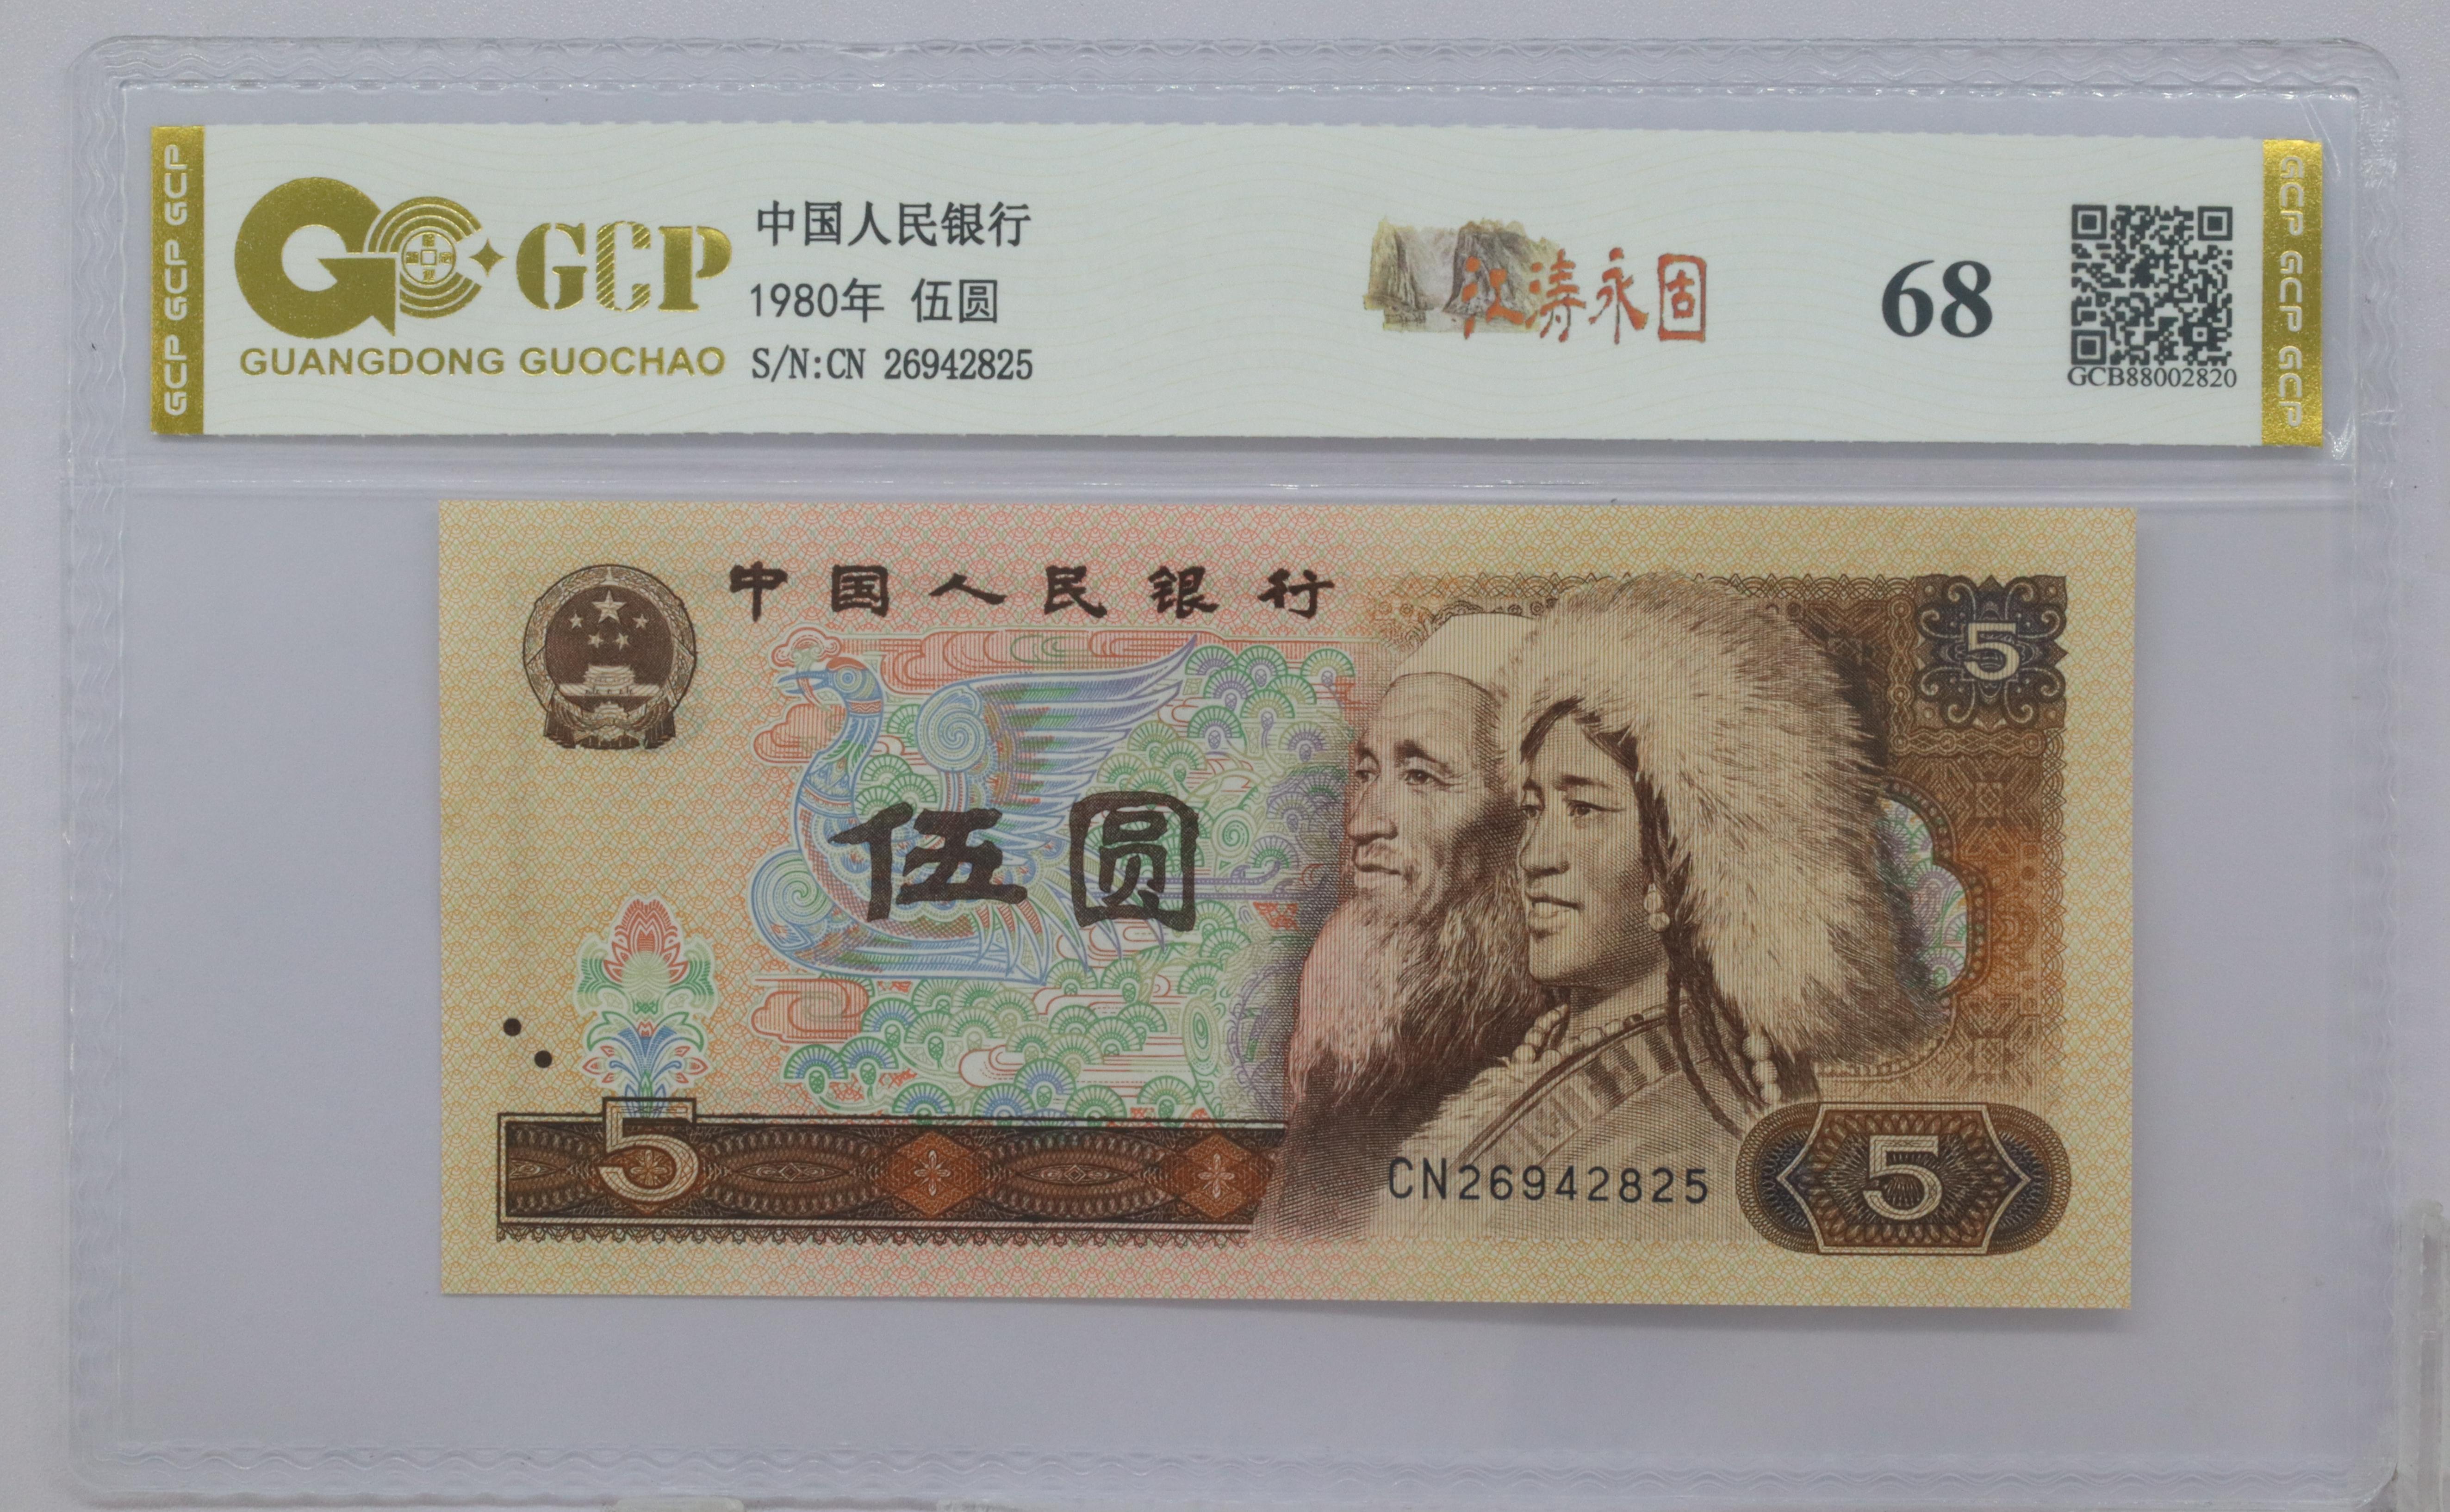 GCP GCP GCP
GCP
GUANGDONG GUOCHAO
中国人民银行
1980年 伍圆
S/N:CN 26942825
江涛永固
68
GCB88002820
GCP GCP GCP
中国人民银行
5
伍圆
5
CN26942825
5